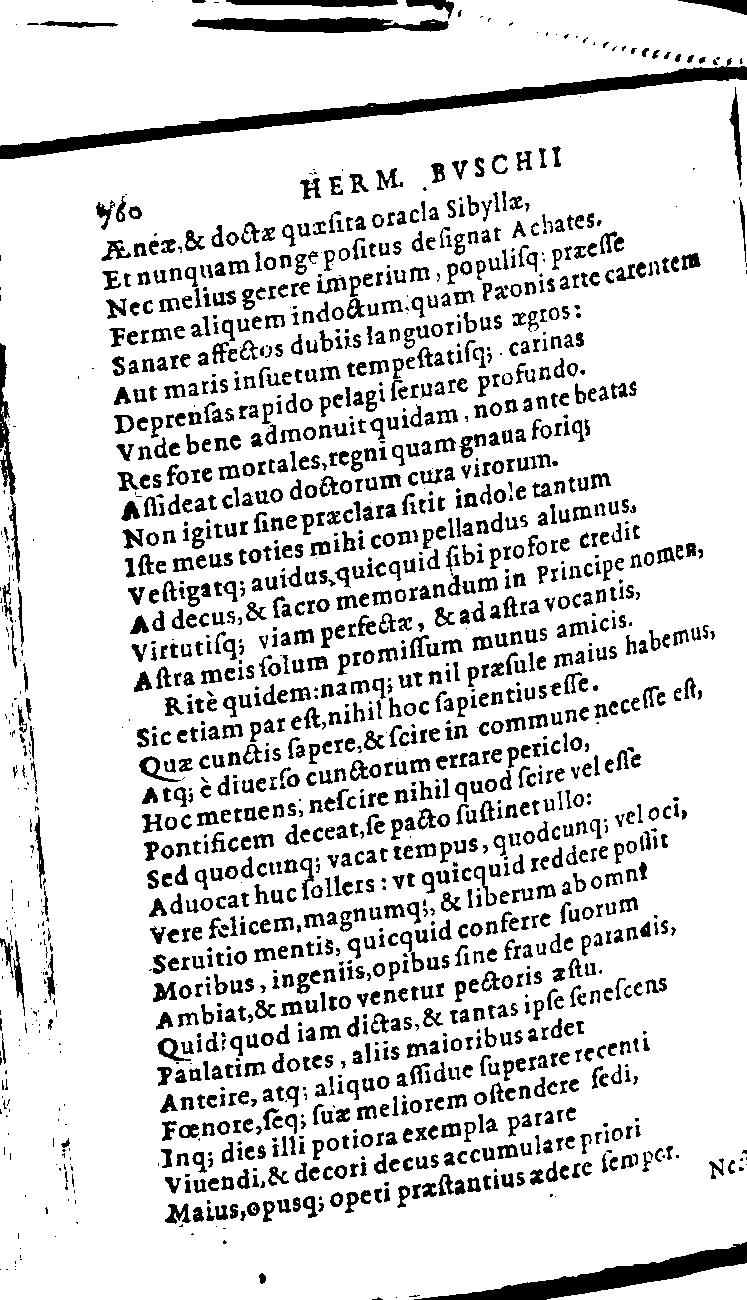 760 HERM. BVSCHII
Æneæ,& doctæ quæsita oracla Sibyllæ,
Et nunquam longe positus designat Achates.
Nec melius gerere imperium, populisq; præesse
Ferme aliquem indoctum, quam Pæonis arte carentem
Sanare affectos dubiis languoribus ægros:
Aut maris insuetum tempestatisq; carinas
Deprensas rapido pelagi seruare profundo.
Vnde bene admonuit quidam, non ante beatas
Res fore mortales,regni quam gnaua foriq;
Assideat clauo doctorum cura virorum.
Non igitur sine præclara sitit indole tantum
Iste meus toties mihi compellandus alumnus.
Vestigatq; auidus,quicquid sibi profore credit
Ad decus,& sacro memorandum in Principe nomen,
Virtutisq; viam perfectæ, & ad astra vocantis,
Astra meis solum promissum munus amicis.
Ritè quidem:namq; ut nil præsule maius habemus,
Sic etiam par est,nihil hoc sapientius esse.
Quæ cunctis sapere,& scire in commune necesse est,
Atq; è diuerso cunctorum errare periclo,
Hoc metuens, nescire nihil quod scire vel esse
Pontificem deceat,se pacto sustinet ullo:
Sed quodcunq; vacat tempus, quodcunq; vel oci,
Aduocat huc sollers: vt quicquid reddere possit
Vere felicem,magnumq;, & liberum ab omni
Seruitio mentis, quicquid conferre suorum
Moribus, ingeniis,opibus sine fraude parandis,
Ambiat,& multo venetur pectoris æstu.
Quid? quod iam dictas,& tantas ipse senescens
Paulatim dotes, aliis maioribus ardet
Anteire, atq; aliquo assidue superare recenti
Fœnore,seq; suæ meliorem ostendere sedi,
Inq; dies illi potiora exempla parare
Viuendi,& decori decus accumulare priori
Maius,opusq; operi præstantius ædere semper.